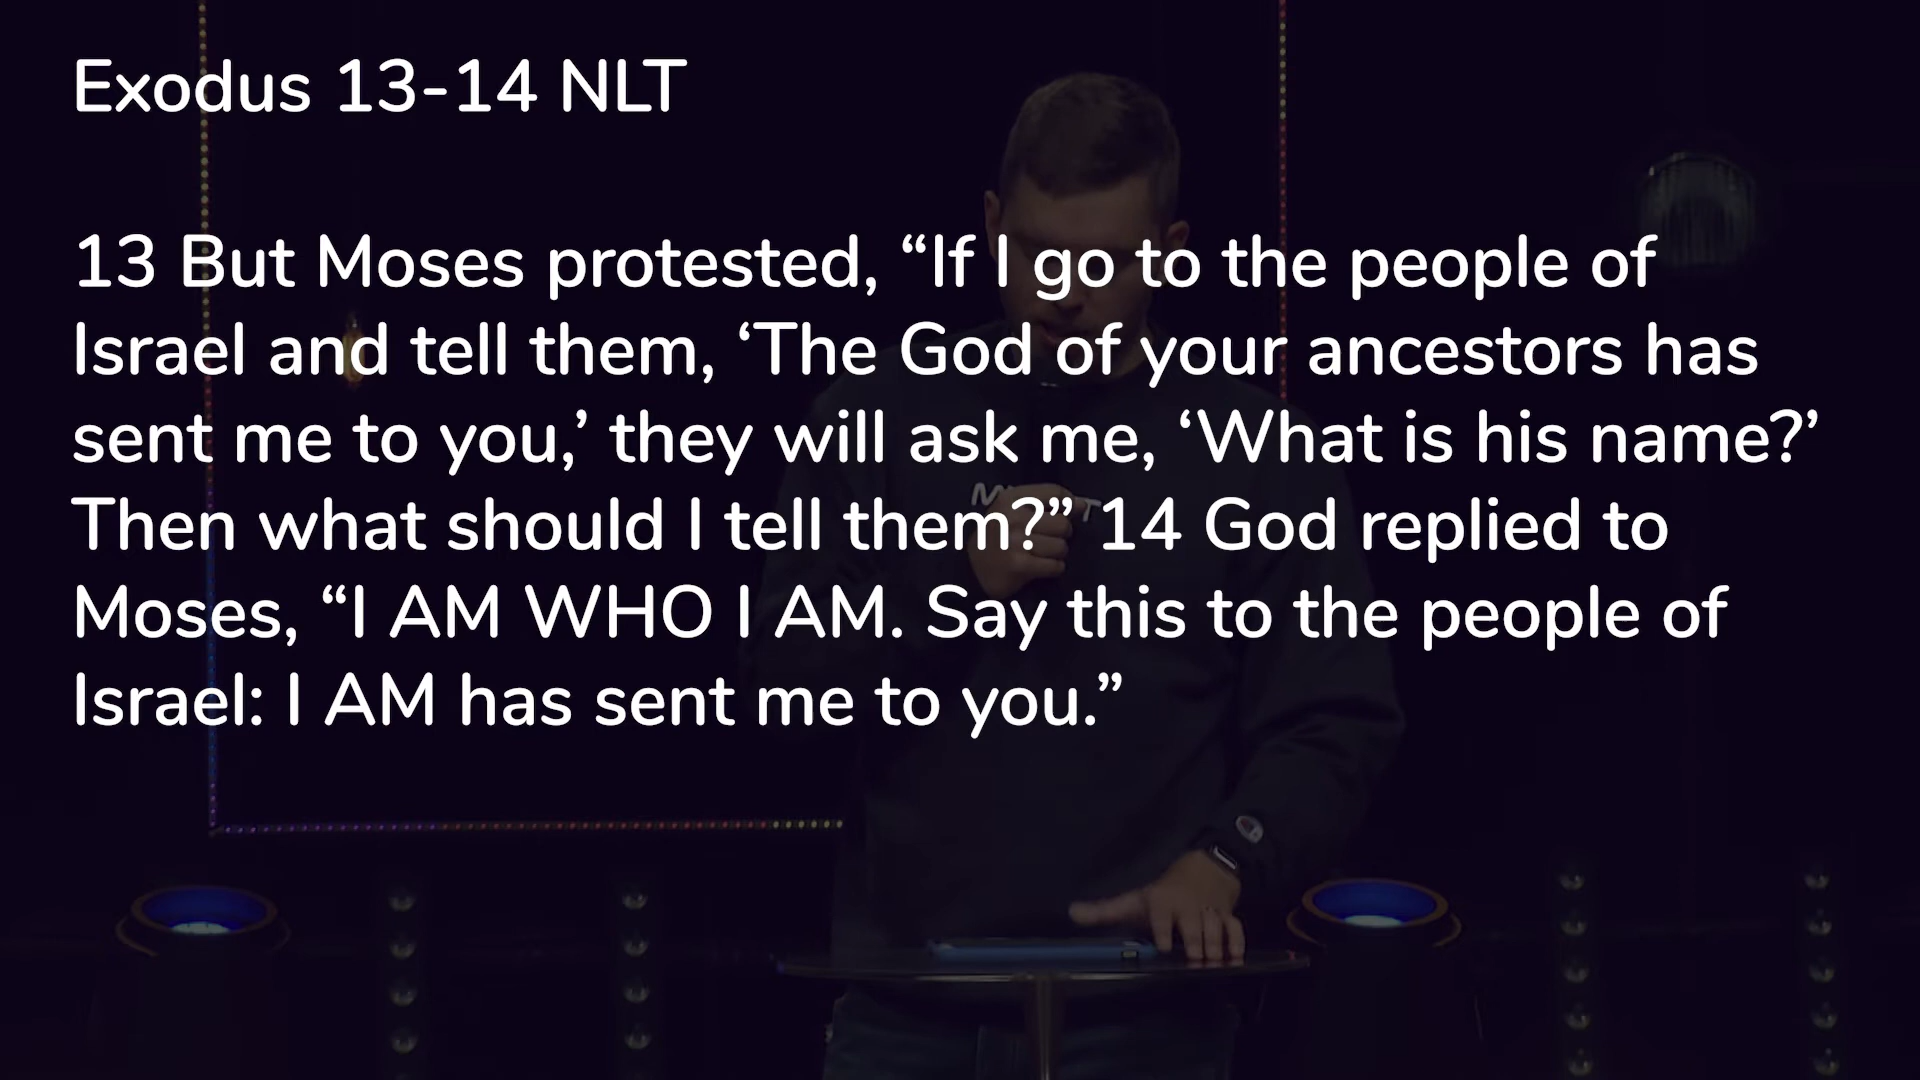 Exodus 13-14 NLT
13 But Moses protested, “If I go to the people of
Israel and tell them, ‘The God of your ancestors has
sent me to you,’ they will ask me, ‘What is his name?’
Then what should I tell them?” 14 God replied to
Moses, “I AM WHO I AM. Say this to the people of
Israel: I AM has sent me to you.”